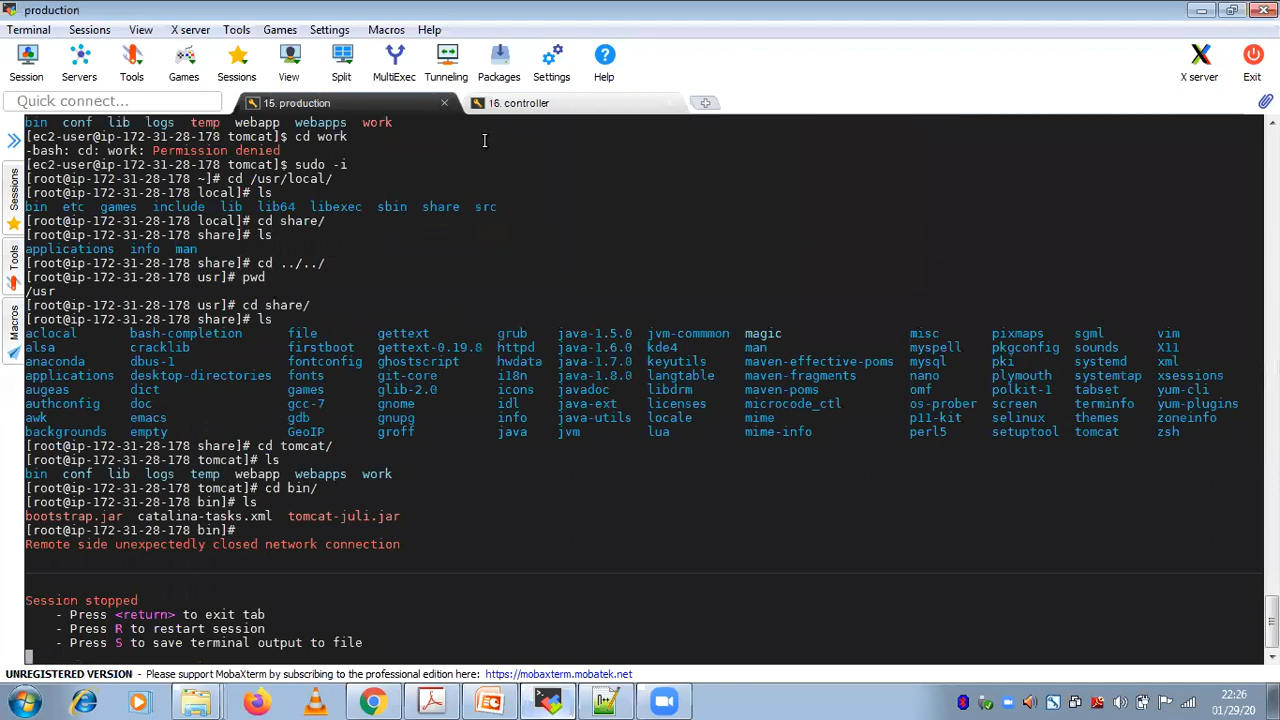 production
Terminal Sessions View X server Tools Games Settings Macros Help
Session Servers Tools Games Sessions View Split MultiExec Tunneling Packages Settings Help X server Exit
Quick connect...
15. production
16. controller
Sessions
Tools
Macros
bin conf lib logs temp webapp webapps work
[ec2-user@ip-172-31-28-178 tomcat]$ cd work
-bash: cd: work: Permission denied
[ec2-user@ip-172-31-28-178 tomcat]$ sudo -i
[root@ip-172-31-28-178 ~]# cd /usr/local/
[root@ip-172-31-28-178 local]# ls
bin etc games include lib lib64 libexec sbin share src
[root@ip-172-31-28-178 local]# cd share/
[root@ip-172-31-28-178 share]# ls
applications info man
[root@ip-172-31-28-178 share]# cd ../../
[root@ip-172-31-28-178 usr]# pwd
/usr
[root@ip-172-31-28-178 usr]# cd share/
[root@ip-172-31-28-178 share]# ls
aclocal bash-completion file gettext grub java-1.5.0 jvm-commmon magic misc pixmaps sgml vim
alsa cracklib firstboot gettext-0.19.8 httpd java-1.6.0 kde4 man myspell pkgconfig sounds X11
anaconda dbus-1 fontconfig ghostscript hwdata java-1.7.0 keyutils maven-effective-poms mysql pki systemd xml
applications desktop-directories fonts git-core i18n java-1.8.0 langtable maven-fragments nano plymouth systemtap xsessions
augeas dict games glib-2.0 icons javadoc libdrm maven-poms omf polkit-1 tabset yum-cli
authconfig doc gcc-7 gnome idl java-ext licenses microcode_ctl os-prober screen terminfo yum-plugins
awk emacs gdb gnupg info java-utils locale mime p11-kit selinux themes zoneinfo
backgrounds empty GeoIP groff java jvm lua mime-info perl5 setuptool tomcat zsh
[root@ip-172-31-28-178 share]# cd tomcat/
[root@ip-172-31-28-178 tomcat]# ls
bin conf lib logs temp webapp webapps work
[root@ip-172-31-28-178 tomcat]# cd bin/
[root@ip-172-31-28-178 bin]# ls
bootstrap.jar catalina-tasks.xml tomcat-juli.jar
[root@ip-172-31-28-178 bin]#
Remote side unexpectedly closed network connection
Session stopped
- Press <return> to exit tab
- Press R to restart session
- Press S to save terminal output to file
UNREGISTERED VERSION - Please support MobaXterm by subscribing to the professional edition here: https://mobaxterm.mobatek.net
22:26
01/29/20